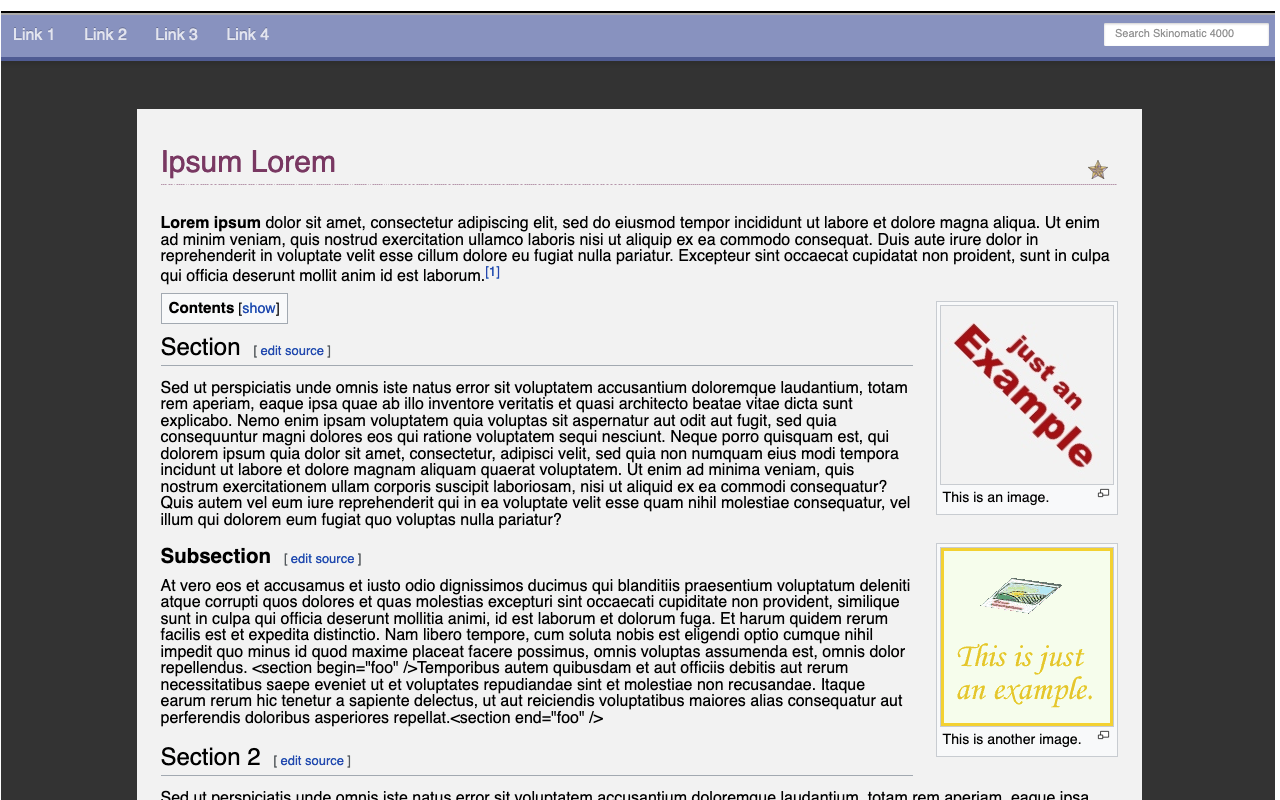 Link 1 Link 2 Link 3 Link 4 Search Skinomatic 4000
Ipsum Lorem
Lorem ipsum dolor sit amet, consectetur adipiscing elit, sed do eiusmod tempor incididunt ut labore et dolore magna aliqua. Ut enim
ad minim veniam, quis nostrud exercitation ullamco laboris nisi ut aliquip ex ea commodo consequat. Duis aute irure dolor in
reprehenderit in voluptate velit esse cillum dolore eu fugiat nulla pariatur. Excepteur sint occaecat cupidatat non proident, sunt in culpa
qui officia deserunt mollit anim id est laborum.[1]
Contents [show]
Section [ edit source ]
Sed ut perspiciatis unde omnis iste natus error sit voluptatem accusantium doloremque laudantium, totam
rem aperiam, eaque ipsa quae ab illo inventore veritatis et quasi architecto beatae vitae dicta sunt
explicabo. Nemo enim ipsam voluptatem quia voluptas sit aspernatur aut odit aut fugit, sed quia
consequuntur magni dolores eos qui ratione voluptatem sequi nesciunt. Neque porro quisquam est, qui
dolorem ipsum quia dolor sit amet, consectetur, adipisci velit, sed quia non numquam eius modi tempora
incidunt ut labore et dolore magnam aliquam quaerat voluptatem. Ut enim ad minima veniam, quis
nostrum exercitationem ullam corporis suscipit laboriosam, nisi ut aliquid ex ea commodi consequatur?
Quis autem vel eum iure reprehenderit qui in ea voluptate velit esse quam nihil molestiae consequatur, vel
illum qui dolorem eum fugiat quo voluptas nulla pariatur?
just an
Example
This is an image.
Subsection [ edit source ]
At vero eos et accusamus et iusto odio dignissimos ducimus qui blanditiis praesentium voluptatum deleniti
atque corrupti quos dolores et quas molestias excepturi sint occaecati cupiditate non provident, similique
sunt in culpa qui officia deserunt mollitia animi, id est laborum et dolorum fuga. Et harum quidem rerum
facilis est et expedita distinctio. Nam libero tempore, cum soluta nobis est eligendi optio cumque nihil
impedit quo minus id quod maxime placeat facere possimus, omnis voluptas assumenda est, omnis dolor
repellendus. <section begin="foo" />Temporibus autem quibusdam et aut officiis debitis aut rerum
necessitatibus saepe eveniet ut et voluptates repudiandae sint et molestiae non recusandae. Itaque
earum rerum hic tenetur a sapiente delectus, ut aut reiciendis voluptatibus maiores alias consequatur aut
perferendis doloribus asperiores repellat.<section end="foo" />
This is just
an example.
This is another image.
Section 2 [ edit source ]
Sed ut perspiciatis unde omnis iste natus error sit voluptatem accusantium doloremque laudantium, totam rem aperiam, eaque ipsa